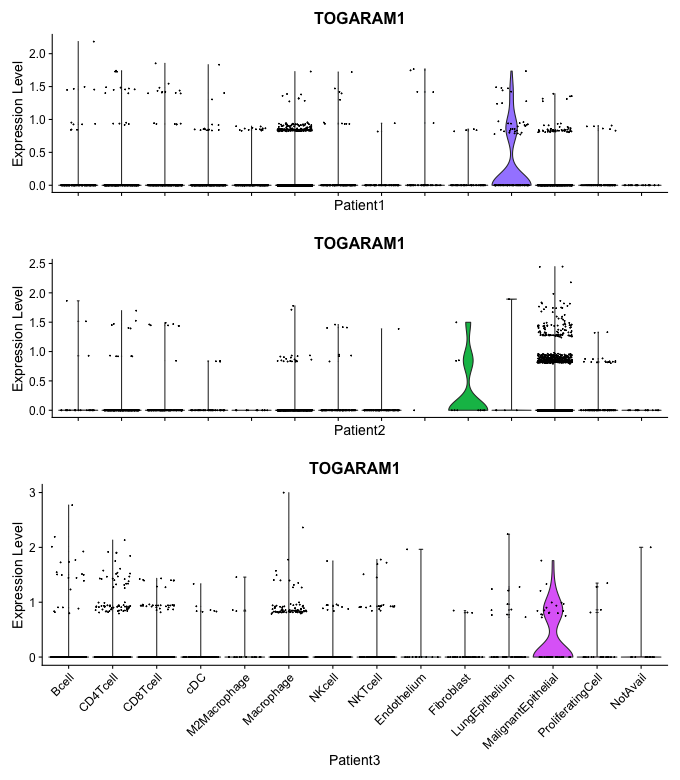 TOGARAM1
Expression Level
2.0
1.5
1.0
0.5
0.0
Patient1
TOGARAM1
Expression Level
2.5
2.0
1.5
1.0
0.5
0.0
Patient2
TOGARAM1
Expression Level
3
2
1
0
Bcell
CD4Tcell
CD8Tcell
cDC
M2Macrophage
Macrophage
NKcell
NKTcell
Endothelium
Fibroblast
LungEpithelium
MalignantEpithelial
ProliferatingCell
NotAvail
Patient3